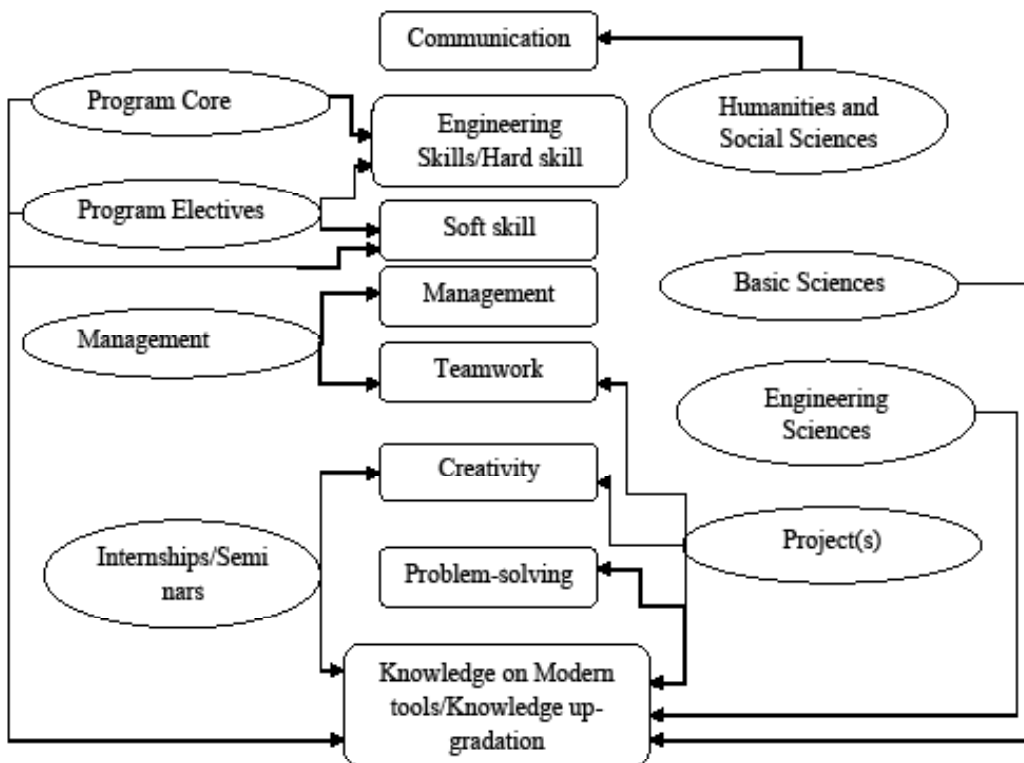 Communication
Program Core
Humanities and
Social Sciences
Engineering
Skills/Hard skill
Program Electives
Soft skill
Basic Sciences
Management
Management
Teamwork
Engineering
Sciences
Creativity
Internships/Semi
nars
Project(s)
Problem-solving
Knowledge on Modern
tools/Knowledge up-
gradation